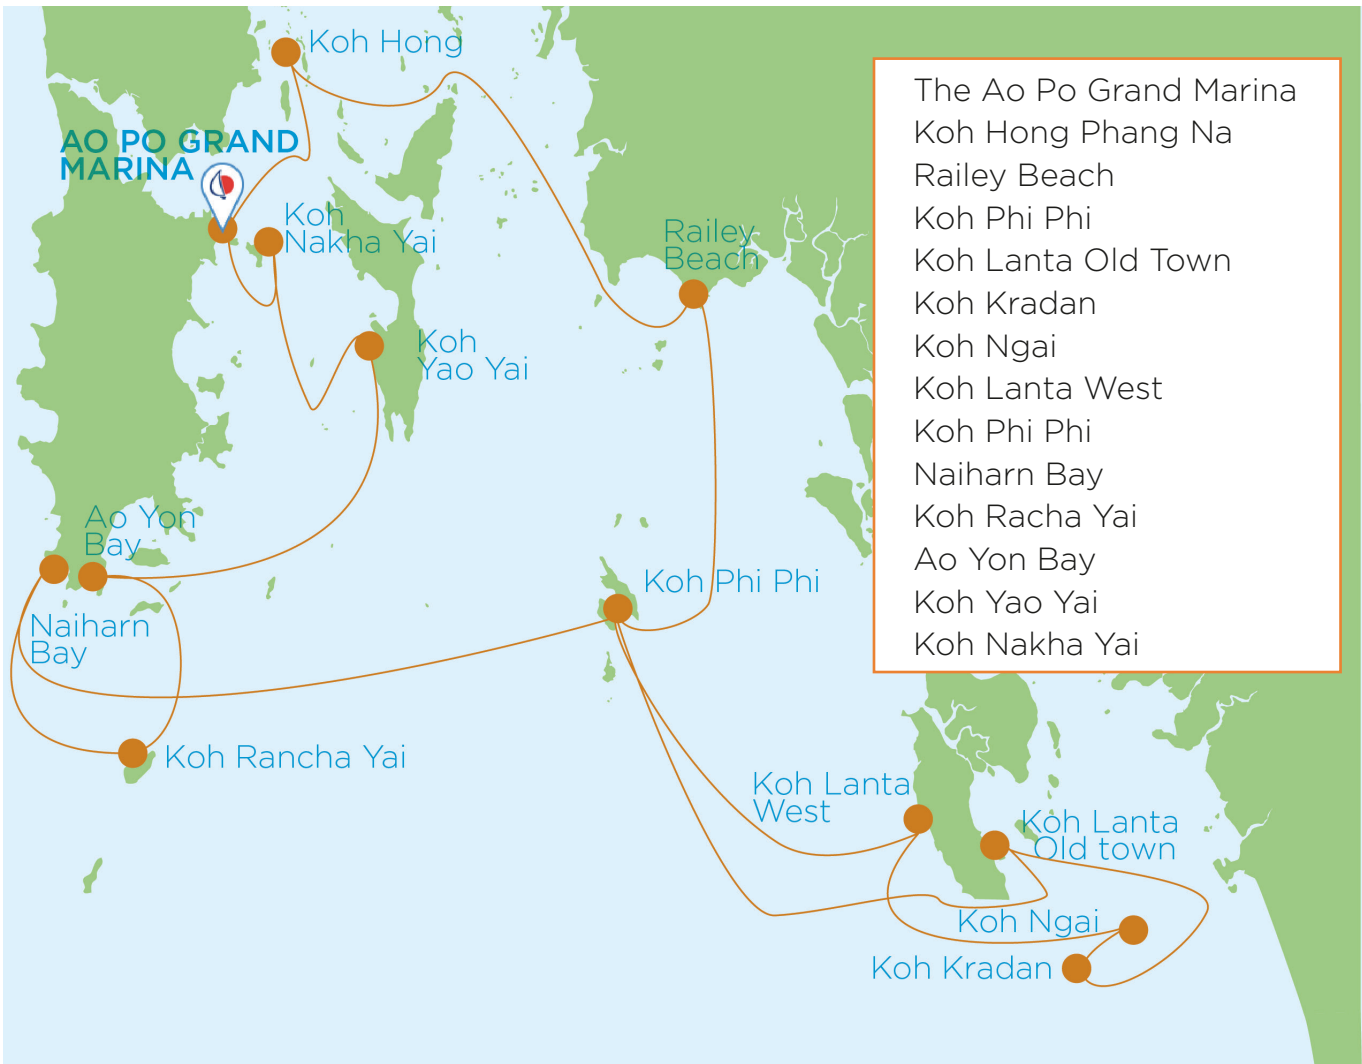 Koh Hong
AO PO GRAND
MARINA
Koh
Nakha Yai
Railey
Beach
Koh
Yao Yai
Ao Yon
Bay
Naiharn
Bay
Koh Phi Phi
Koh Rancha Yai
Koh Lanta
West
Koh Lanta
Old town
Koh Ngai
Koh Kradan
The Ao Po Grand Marina
Koh Hong Phang Na
Railey Beach
Koh Phi Phi
Koh Lanta Old Town
Koh Kradan
Koh Ngai
Koh Lanta West
Koh Phi Phi
Naiharn Bay
Koh Racha Yai
Ao Yon Bay
Koh Yao Yai
Koh Nakha Yai